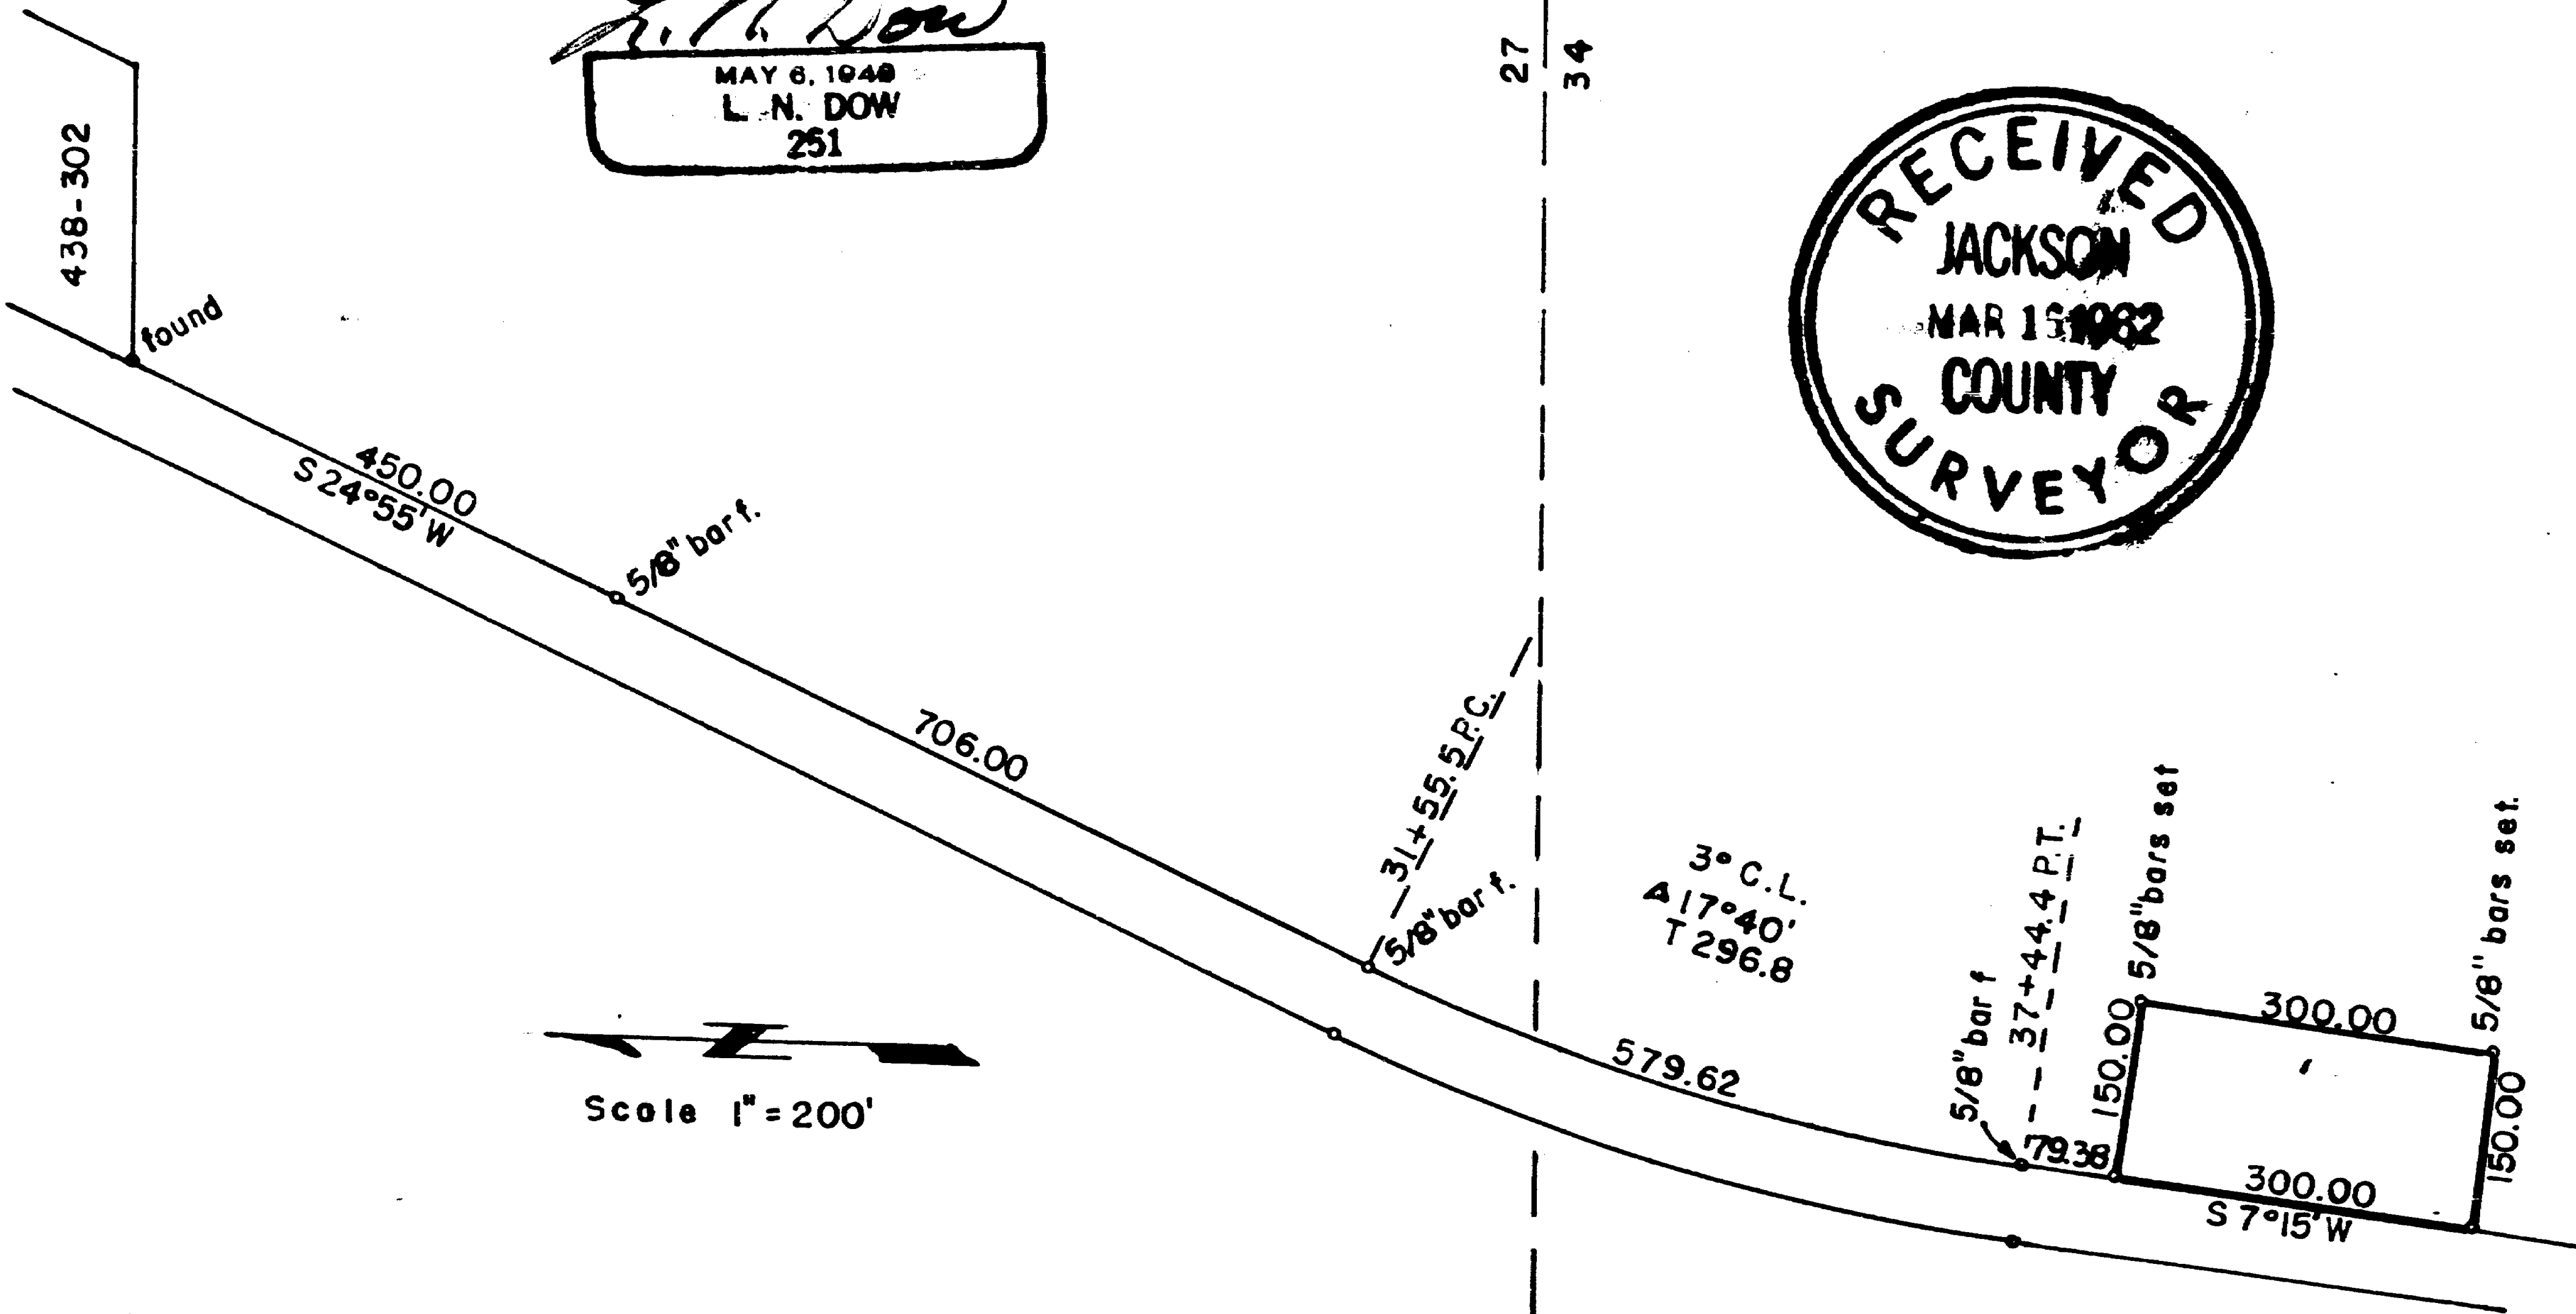 L. N. Dow
MAY 6, 1949
L. N. DOW
251
27
34
RECEIVED
JACKSON
MAR 1 1962
COUNTY
SURVEYOR
438-302
found
450.00
S 24°55' W
5/8" bar f.
706.00
31+55.5 P.C.
5/8" bar f.
3° C.L.
Δ 17°40'
T 296.8
579.62
Scale 1" = 200'
5/8" bar f
37+44.4 P.T.
5/8" bars set
79.38
150.00
300.00
5/8" bars set.
150.00
300.00
S 7°15' W